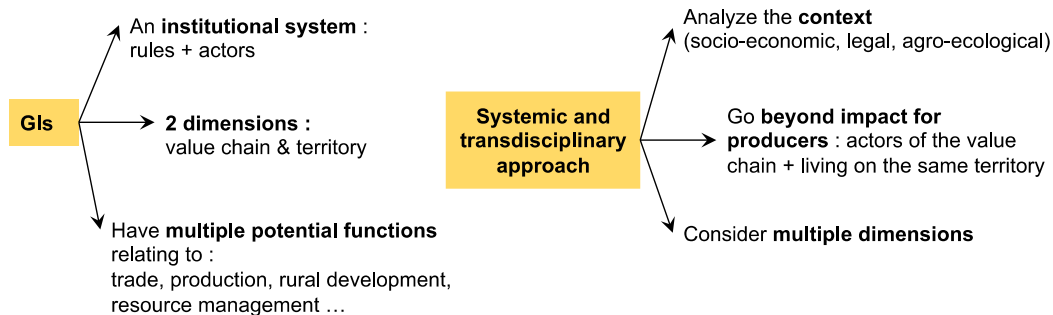 GIs
An institutional system :
rules + actors
2 dimensions :
value chain & territory
Have multiple potential functions
relating to :
trade, production, rural development,
resource management …
Systemic and
transdisciplinary
approach
Analyze the context
(socio-economic, legal, agro-ecological)
Go beyond impact for
producers : actors of the value
chain + living on the same territory
Consider multiple dimensions